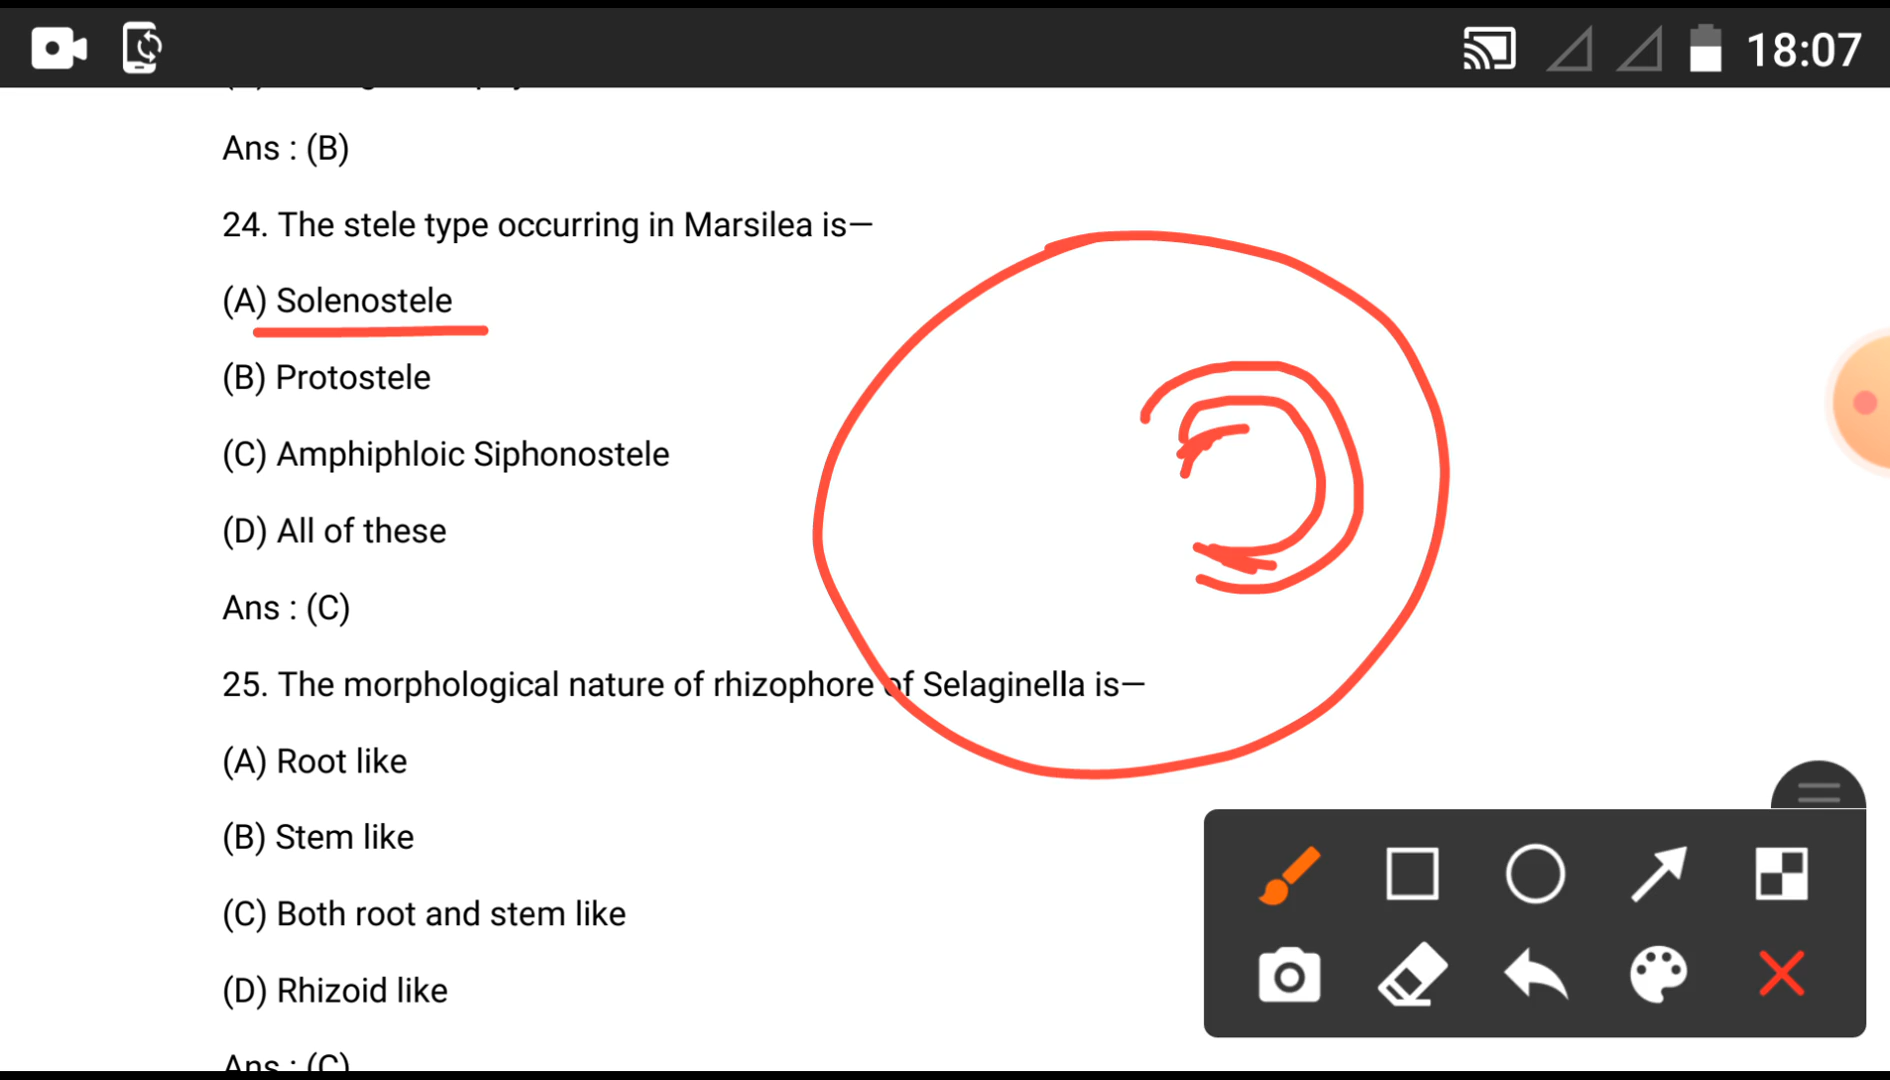 18:07
Ans : (B)
24. The stele type occurring in Marsilea is—
(A) Solenostele
(B) Protostele
(C) Amphiphloic Siphonostele
(D) All of these
Ans : (C)
25. The morphological nature of rhizophore of Selaginella is—
(A) Root like
(B) Stem like
(C) Both root and stem like
(D) Rhizoid like
Ans : (C)